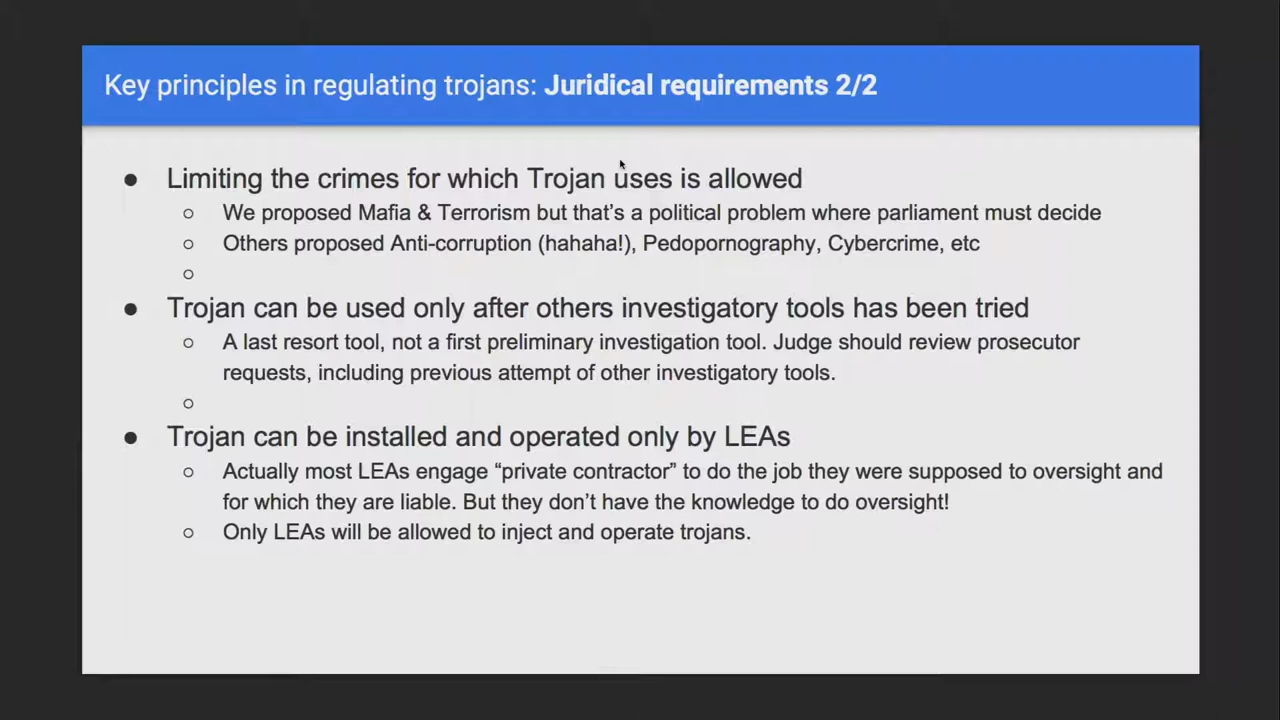 Key principles in regulating trojans: Juridical requirements 2/2
● Limiting the crimes for which Trojan uses is allowed
○ We proposed Mafia & Terrorism but that’s a political problem where parliament must decide
○ Others proposed Anti-corruption (hahaha!), Pedopornography, Cybercrime, etc
○
● Trojan can be used only after others investigatory tools has been tried
○ A last resort tool, not a first preliminary investigation tool. Judge should review prosecutor
requests, including previous attempt of other investigatory tools.
○
● Trojan can be installed and operated only by LEAs
○ Actually most LEAs engage “private contractor” to do the job they were supposed to oversight and
for which they are liable. But they don’t have the knowledge to do oversight!
○ Only LEAs will be allowed to inject and operate trojans.